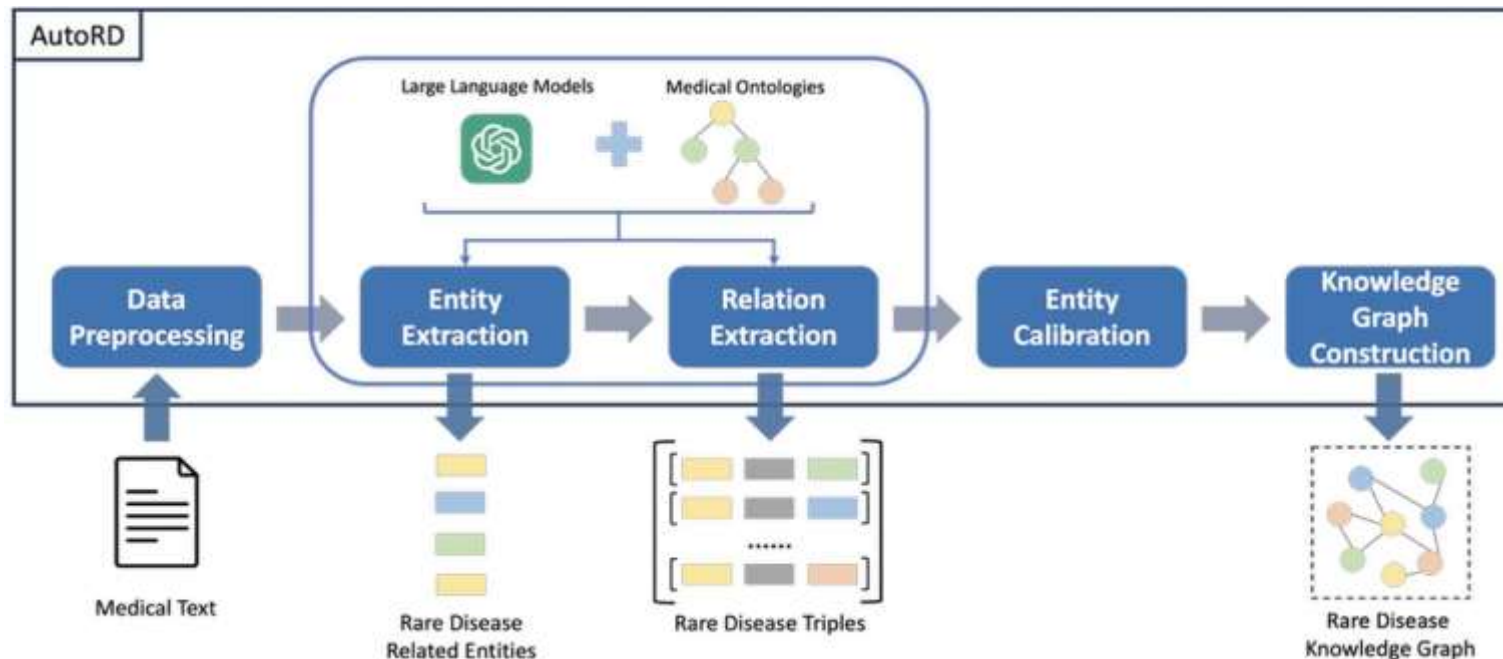 AutoRD
Large Language Models
Medical Ontologies
Data
Preprocessing
Entity
Extraction
Relation
Extraction
Entity
Calibration
Knowledge
Graph
Construction
Medical Text
Rare Disease
Related Entities
......
Rare Disease Triples
Rare Disease
Knowledge Graph